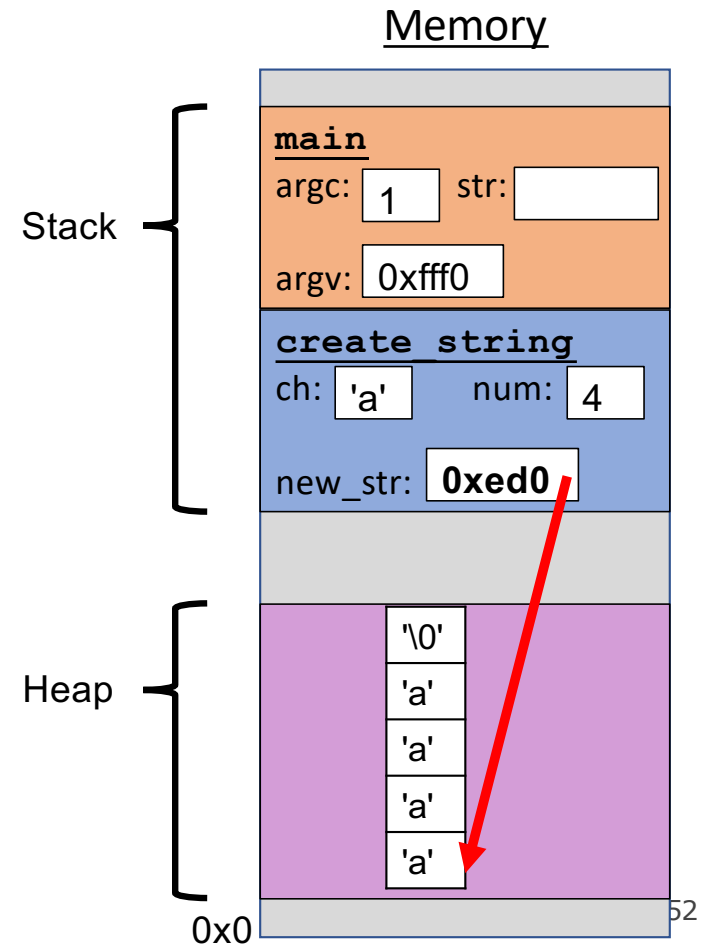 Memory
main
argc: 1 str:
argv: 0xfff0
Stack
create_string
ch: 'a' num: 4
new_str: 0xed0
'\0'
Heap
'a'
'a'
'a'
'a'
0x0
52